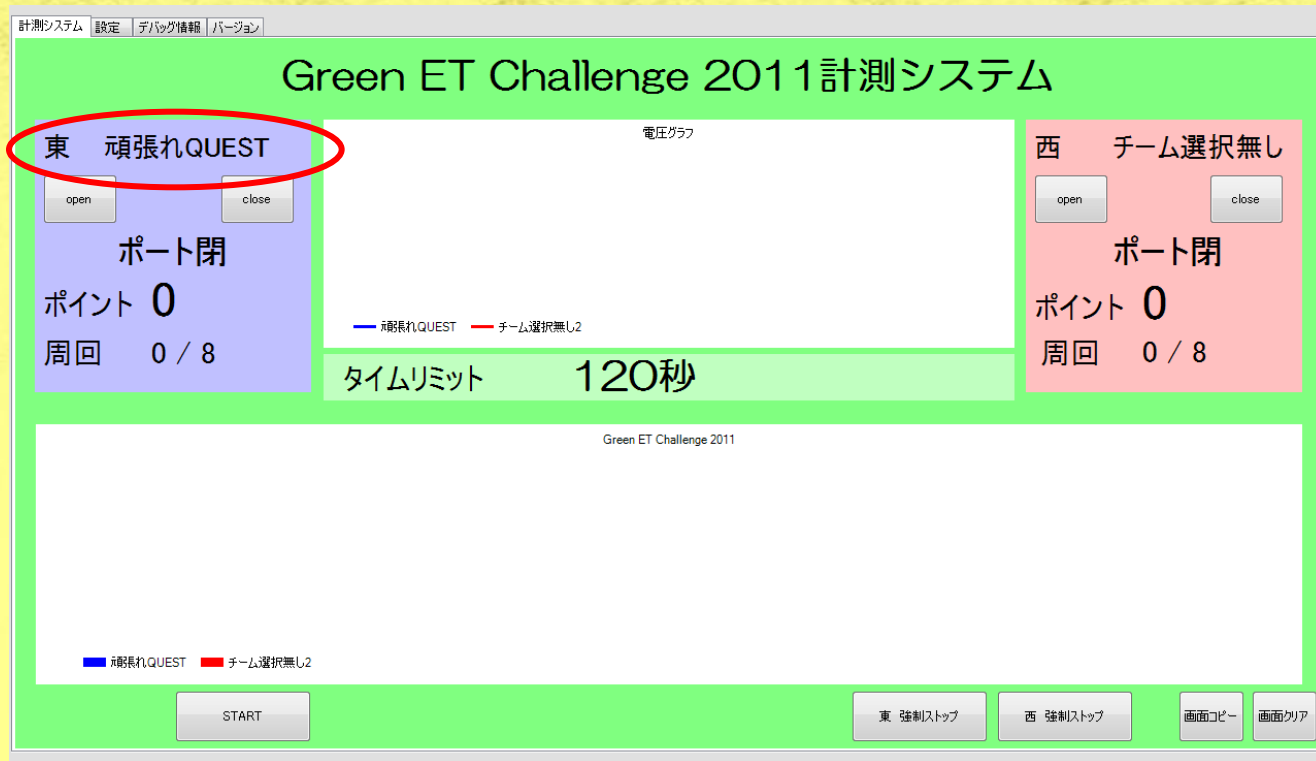 計測システム 設定 デバッグ情報 バージョン
Green ET Challenge 2011計測システム
東 頑張れQUEST
open close
ポート閉
ポイント 0
周回 0 / 8
電圧グラフ
頑張れQUEST チーム選択無し2
タイムリミット 120秒
西 チーム選択無し
open close
ポート閉
ポイント 0
周回 0 / 8
Green ET Challenge 2011
頑張れQUEST チーム選択無し2
START 東 強制ストップ 西 強制ストップ 画面コピー 画面クリア